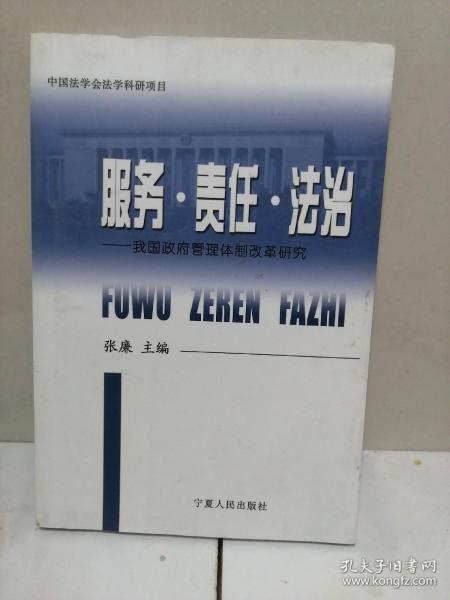 中国法学会法学科研项目
服务·责任·法治
——我国政府管理体制改革研究
FUWU ZEREN FAZHI
张廉 主编
宁夏人民出版社
孔夫子旧书网
www.kongfz.com